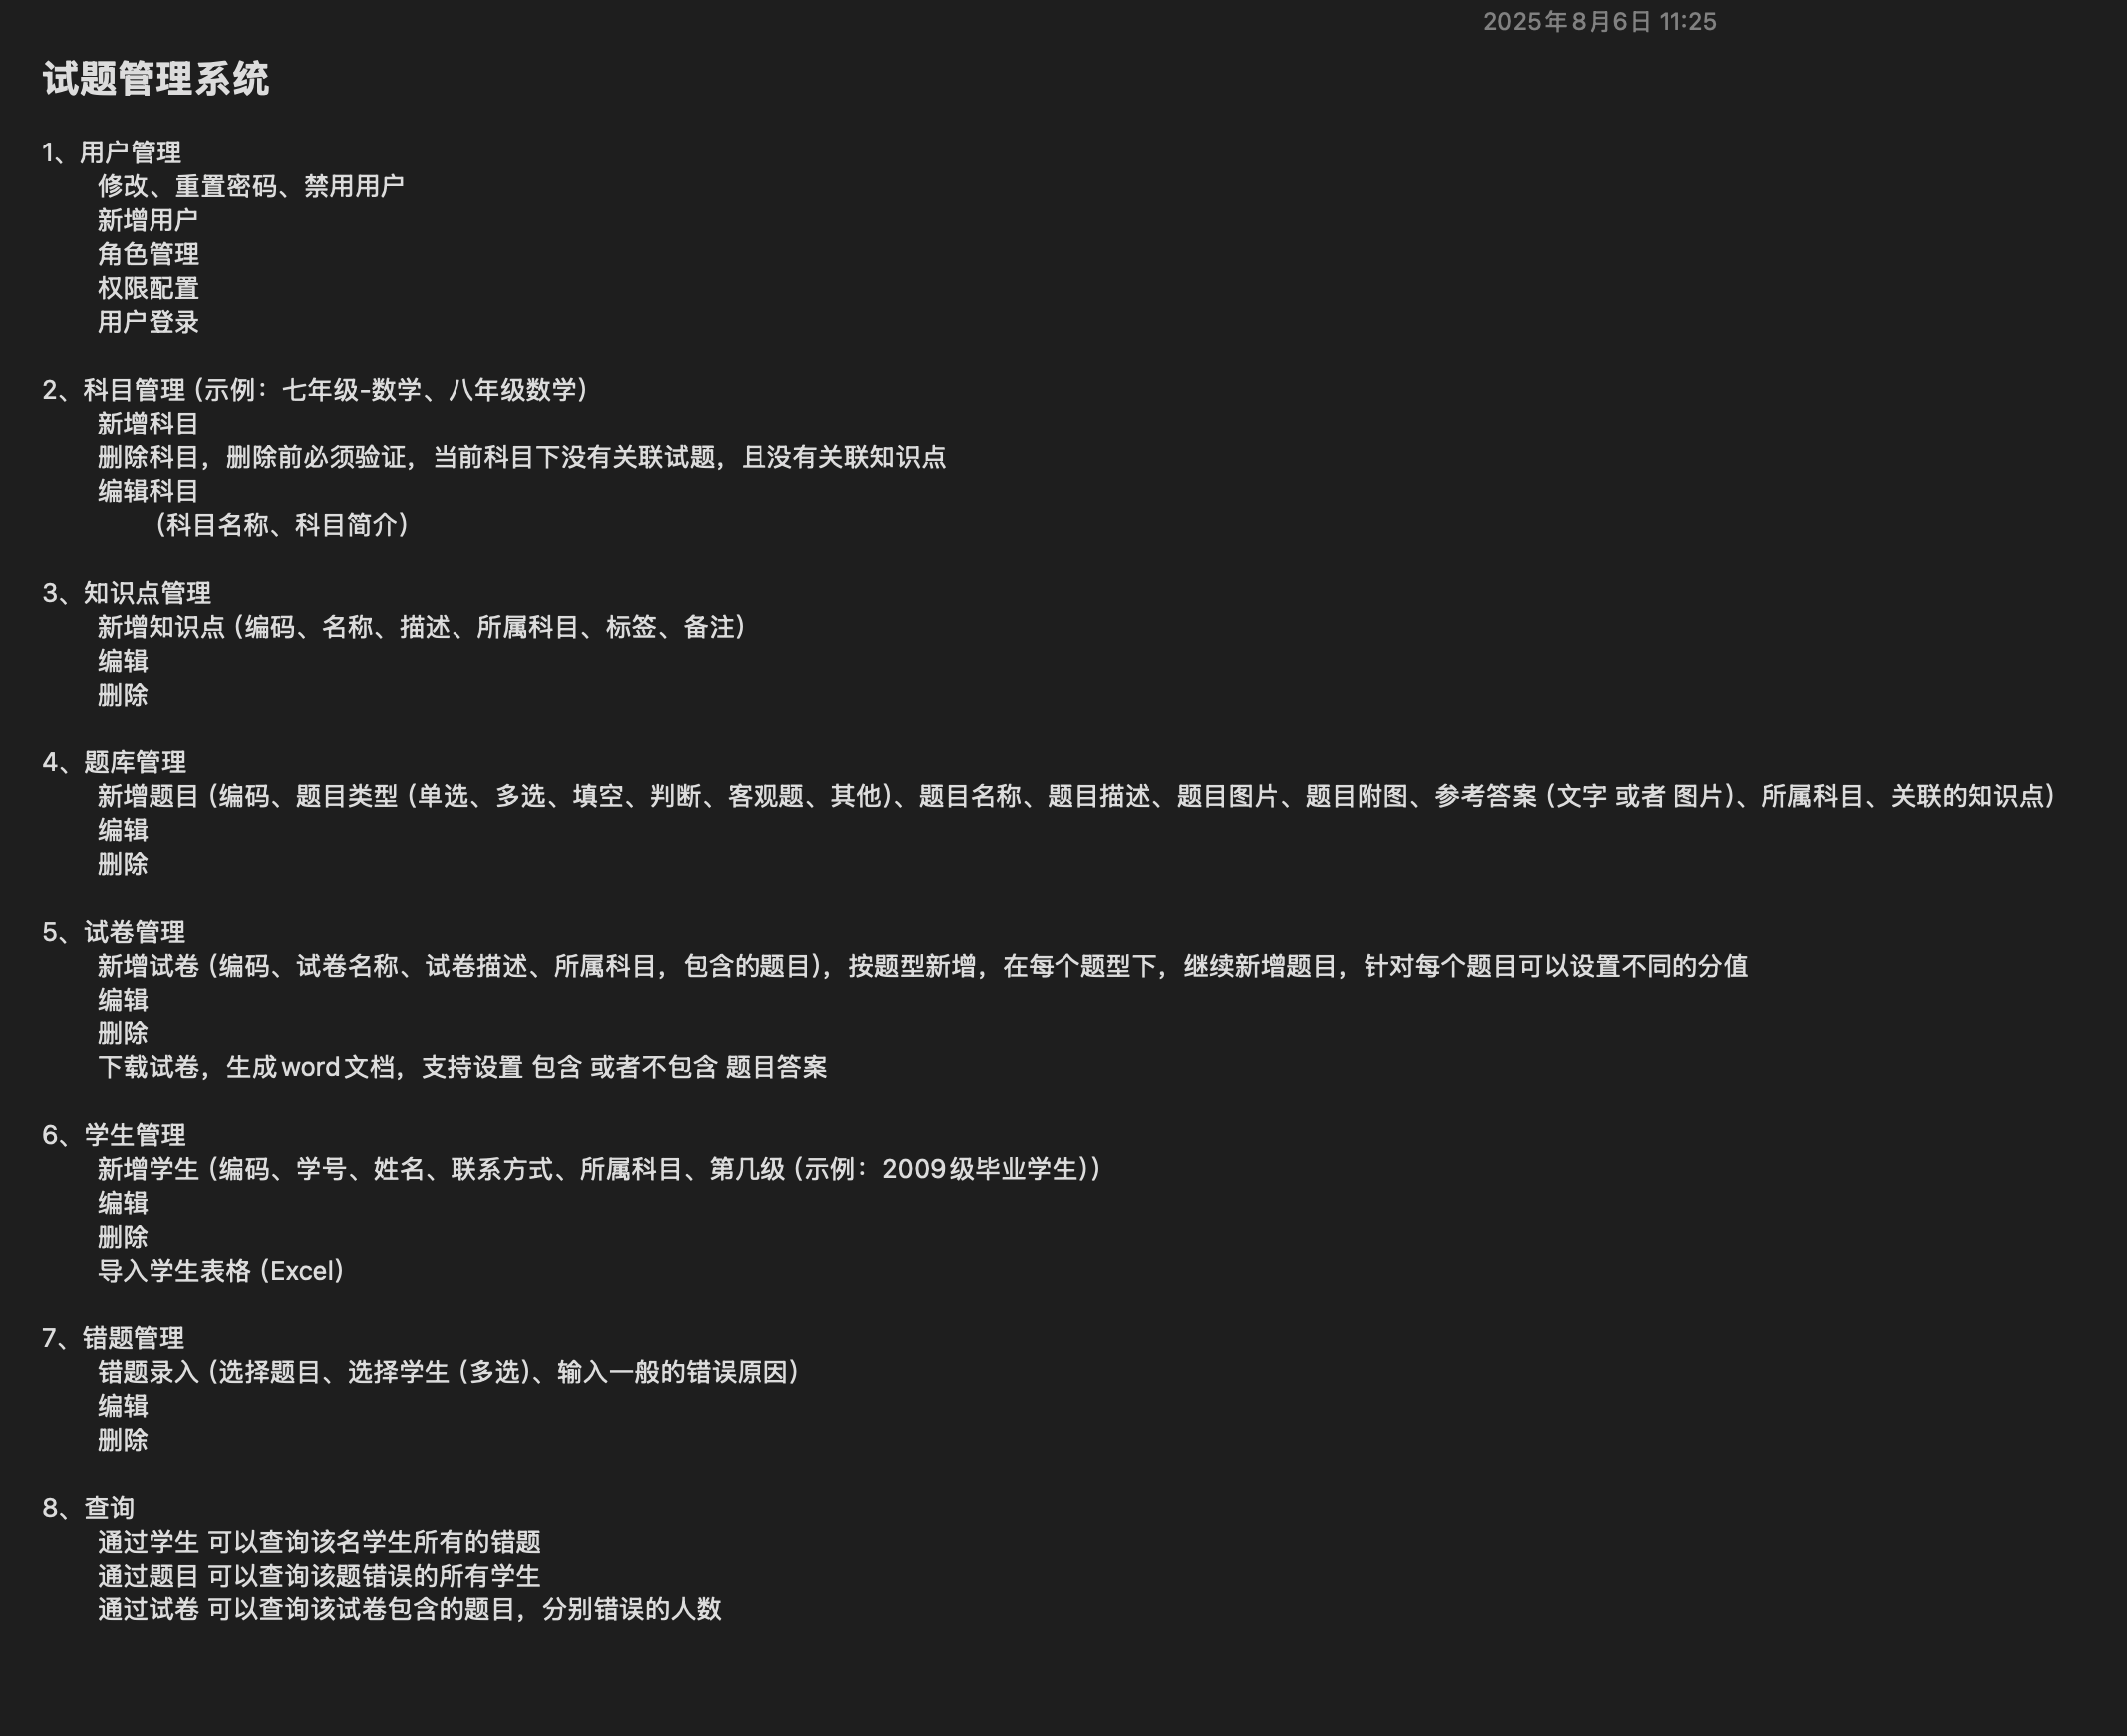 2025年8月6日 11:25
试题管理系统
1、用户管理
修改、重置密码、禁用用户
新增用户
角色管理
权限配置
用户登录
2、科目管理（示例：七年级-数学、八年级数学）
新增科目
删除科目，删除前必须验证，当前科目下没有关联试题，且没有关联知识点
编辑科目
（科目名称、科目简介）
3、知识点管理
新增知识点（编码、名称、描述、所属科目、标签、备注）
编辑
删除
4、题库管理
新增题目（编码、题目类型（单选、多选、填空、判断、客观题、其他）、题目名称、题目描述、题目图片、题目附图、参考答案（文字 或者 图片）、所属科目、关联的知识点）
编辑
删除
5、试卷管理
新增试卷（编码、试卷名称、试卷描述、所属科目，包含的题目），按题型新增，在每个题型下，继续新增题目，针对每个题目可以设置不同的分值
编辑
删除
下载试卷，生成word文档，支持设置 包含 或者不包含 题目答案
6、学生管理
新增学生（编码、学号、姓名、联系方式、所属科目、第几级（示例：2009级毕业学生））
编辑
删除
导入学生表格（Excel）
7、错题管理
错题录入（选择题目、选择学生（多选）、输入一般的错误原因）
编辑
删除
8、查询
通过学生 可以查询该名学生所有的错题
通过题目 可以查询该题错误的所有学生
通过试卷 可以查询该试卷包含的题目，分别错误的人数